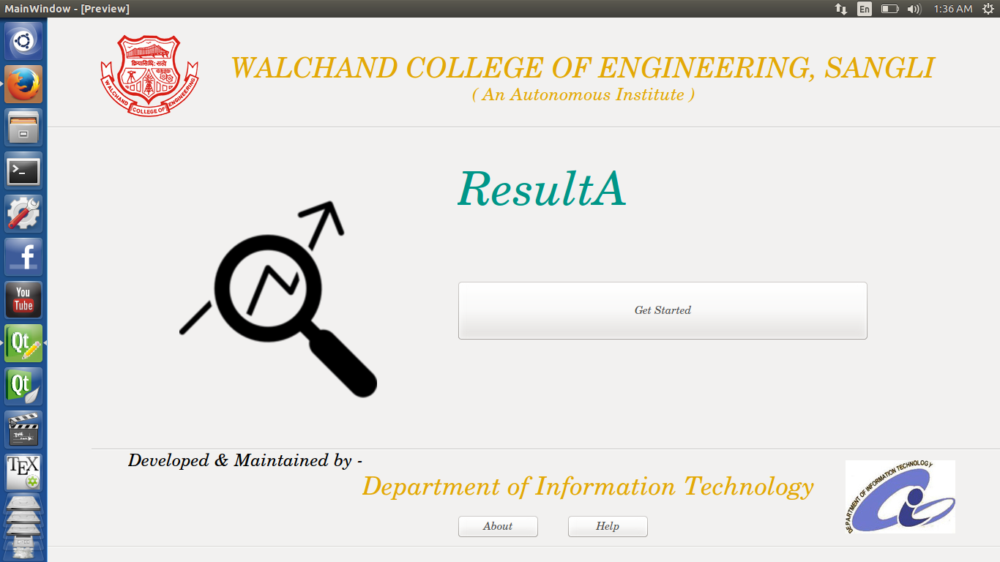 MainWindow - [Preview]
En
1:36 AM
क्रियासिद्धि: सत्वे
WALCHAND COLLEGE OF ENGINEERING
WALCHAND COLLEGE OF ENGINEERING, SANGLI
( An Autonomous Institute )
ResultA
f
You
Tube
Get Started
Qt
Qt
TEX
Developed & Maintained by -
Department of Information Technology
DEPARTMENT OF INFORMATION TECHNOLOGY
About
Help